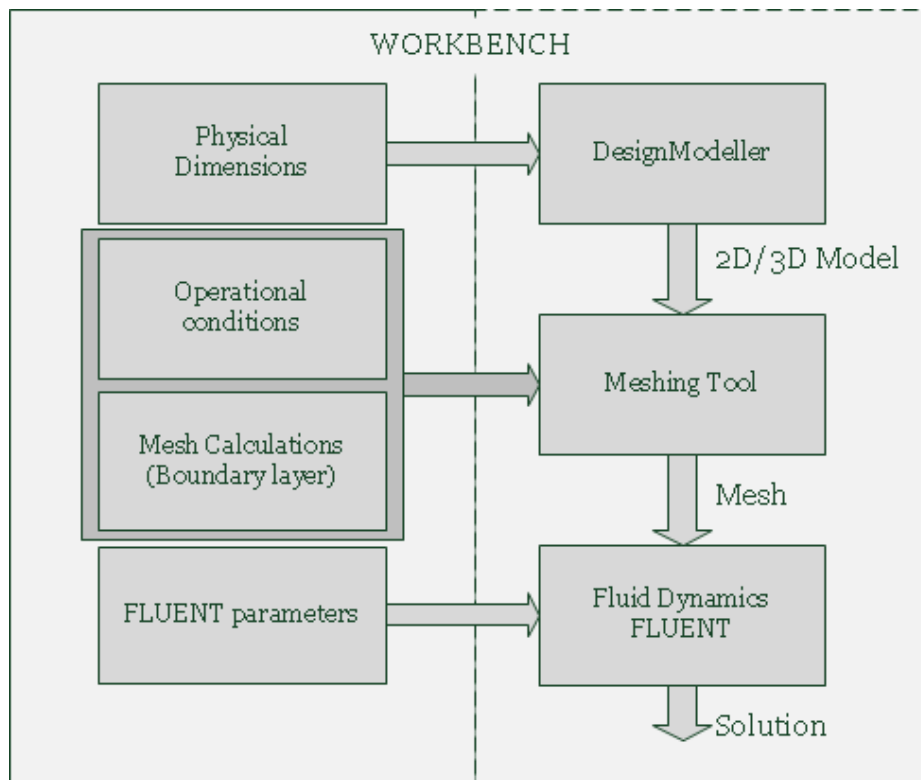 WORKBENCH
Physical
Dimensions
DesignModeller
2D/3D Model
Operational
conditions
Meshing Tool
Mesh Calculations
(Boundary layer)
Mesh
FLUENT parameters
Fluid Dynamics
FLUENT
Solution